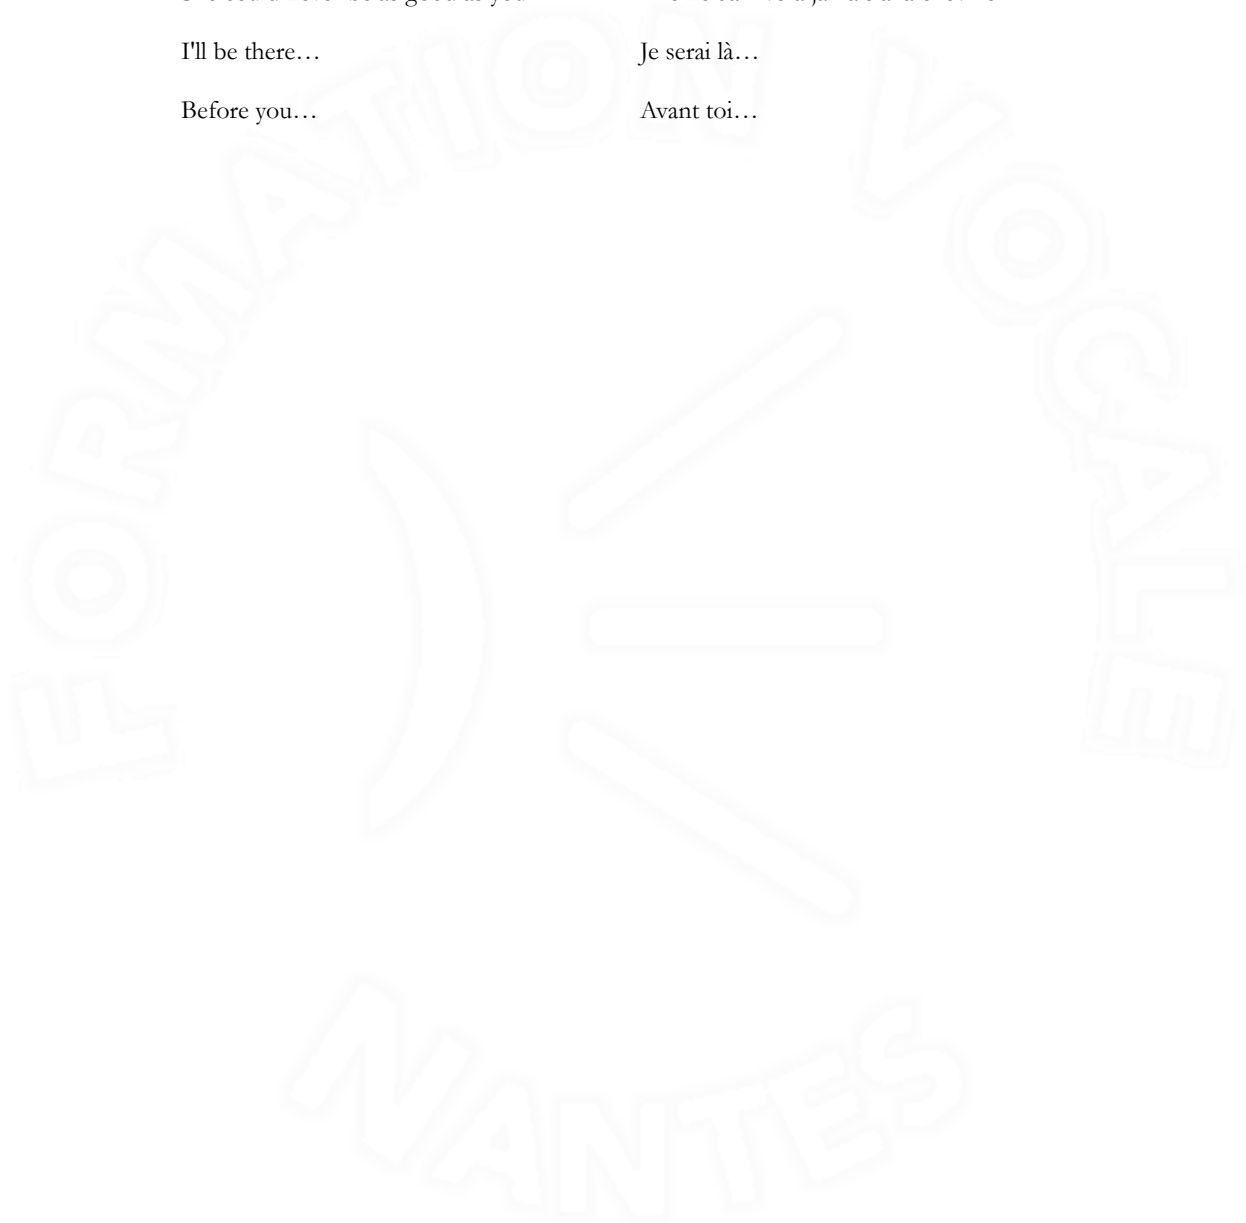 I'll be there… Je serai là…
Before you… Avant toi…
FORMATION VOCALE
NANTES